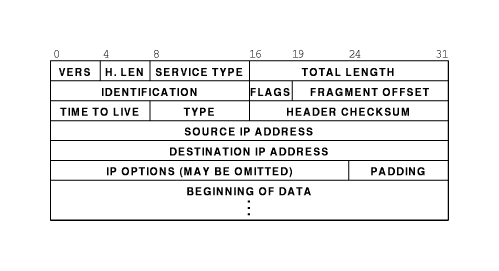 0 4 8 16 19 24 31
VERS H. LEN SERVICE TYPE TOTAL LENGTH
IDENTIFICATION FLAGS FRAGMENT OFFSET
TIME TO LIVE TYPE HEADER CHECKSUM
SOURCE IP ADDRESS
DESTINATION IP ADDRESS
IP OPTIONS (MAY BE OMITTED) PADDING
BEGINNING OF DATA